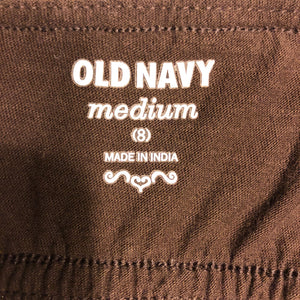 OLD NAVY
medium
(8)
MADE IN INDIA